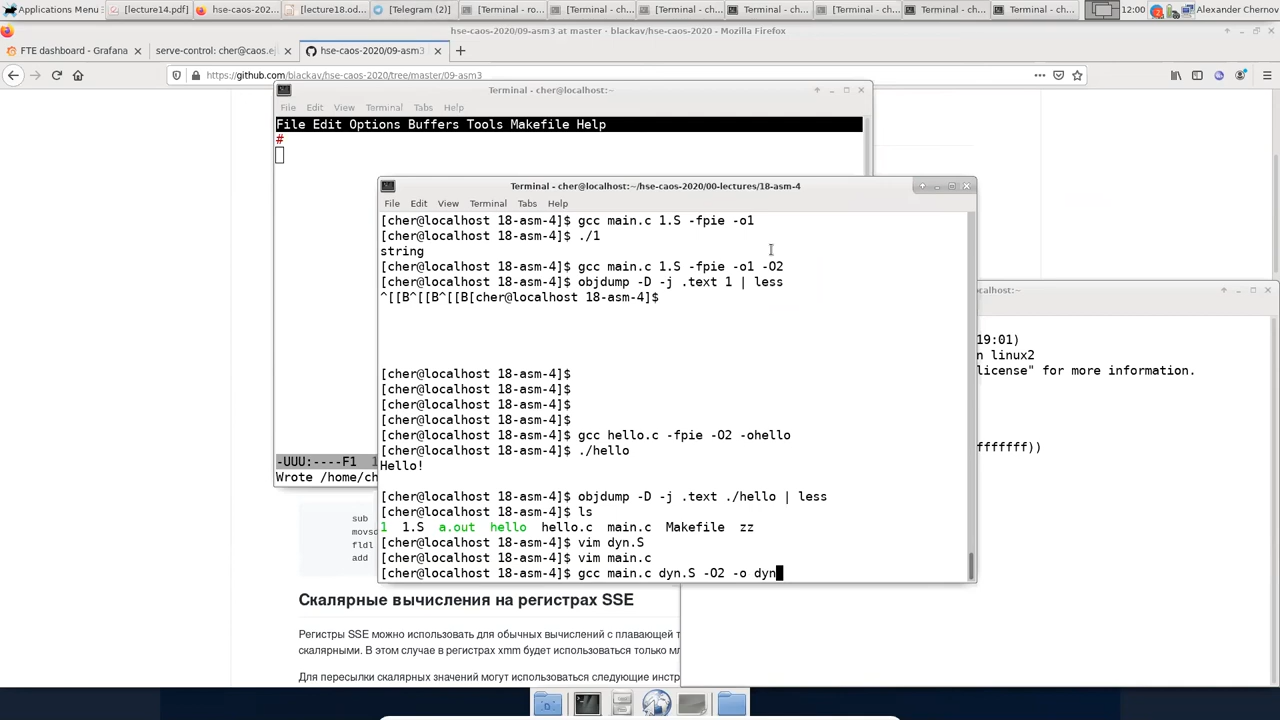 Applications Menu
[lecture14.pdf]
hse-caos-202...
[lecture18.od...
[Telegram (2...
[Terminal - ro...
[Terminal - ch...
[Terminal - ch...
Terminal - ch...
[Terminal - ch...
Terminal - ch...
Terminal - ch...
12:00
Alexander Chernov
hse-caos-2020/09-asm3 at master · blackav/hse-caos-2020 - Mozilla Firefox
FTE dashboard - Grafana
serve-control: cher@caos.e
hse-caos-2020/09-asm3
https://github.com/blackav/hse-caos-2020/tree/master/09-asm3
Terminal - cher@localhost:~
File Edit View Terminal Tabs Help
File Edit Options Buffers Tools Makefile Help
#
Terminal - cher@localhost:~/hse-caos-2020/00-lectures/18-asm-4
File Edit View Terminal Tabs Help
[cher@localhost 18-asm-4]$ gcc main.c 1.S -fpie -o1
[cher@localhost 18-asm-4]$ ./1
string
[cher@localhost 18-asm-4]$ gcc main.c 1.S -fpie -o1 -O2
[cher@localhost 18-asm-4]$ objdump -D -j .text 1 | less
^[[B^[[B^[[B[cher@localhost 18-asm-4]$
[cher@localhost 18-asm-4]$
[cher@localhost 18-asm-4]$
[cher@localhost 18-asm-4]$
[cher@localhost 18-asm-4]$
[cher@localhost 18-asm-4]$ gcc hello.c -fpie -O2 -ohello
[cher@localhost 18-asm-4]$ ./hello
Hello!
[cher@localhost 18-asm-4]$ objdump -D -j .text ./hello | less
[cher@localhost 18-asm-4]$ ls
1 1.S a.out hello hello.c main.c Makefile zz
[cher@localhost 18-asm-4]$ vim dyn.S
[cher@localhost 18-asm-4]$ vim main.c
[cher@localhost 18-asm-4]$ gcc main.c dyn.S -O2 -o dyn
localhost:~
19:01)
n linux2
license" for more information.
fffffff))
-UUU:----F1 1
Wrote /home/ch
sub
movsd
fldl
add
Скалярные вычисления на регистрах SSE
Регистры SSE можно использовать для обычных вычислений с плавающей т
скалярными. В этом случае в регистрах xmm будет использоваться только мл
Для пересылки скалярных значений могут использоваться следующие инстр